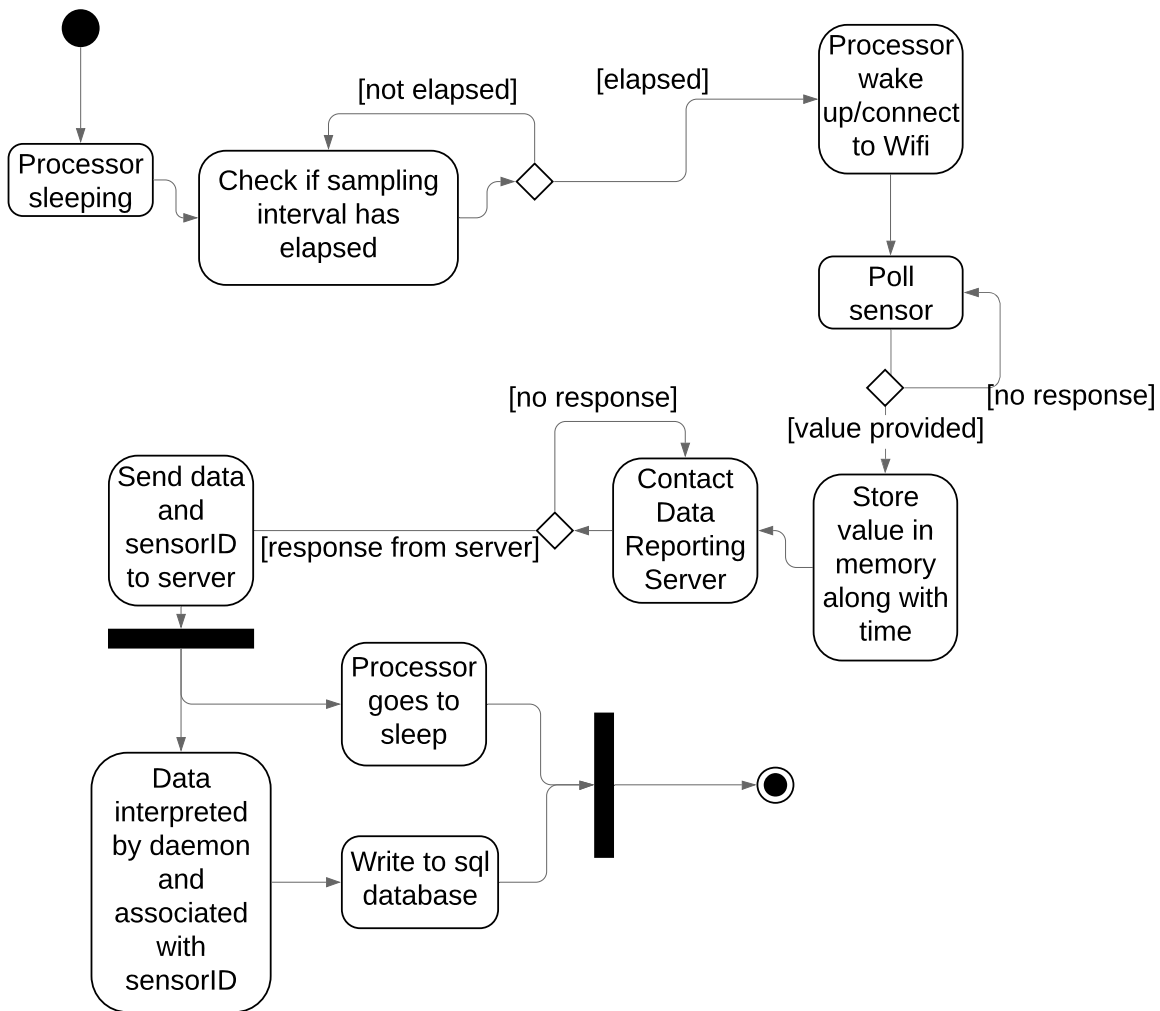 Processor
sleeping
[not elapsed]
Check if sampling
interval has
elapsed
[elapsed]
Processor
wake
up/connect
to Wifi
Poll
sensor
[no response]
[value provided]
Store
value in
memory
along with
time
[no response]
Contact
Data
Reporting
Server
[response from server]
Send data
and
sensorID
to server
Processor
goes to
sleep
Data
interpreted
by daemon
and
associated
with
sensorID
Write to sql
database